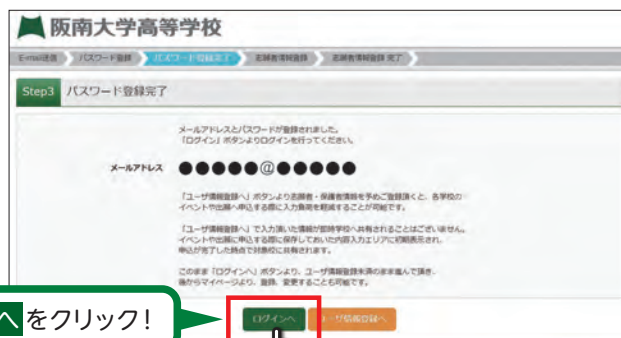 阪南大学高等学校
E-mail送信 パスワード登録 パスワード登録完了 志願者情報登録 志願者情報登録 完了
Step3 パスワード登録完了
メールアドレスとパスワードが登録されました。
「ログイン」ボタンよりログインを行ってください。
メールアドレス ●●●●●@●●●●●
「ユーザ情報登録へ」ボタンより志願者・保護者情報を予めご登録頂くと、各学校の
イベントや出願へ申込する際に入力負荷を軽減することが可能です。
「ユーザ情報登録へ」で入力頂いた情報が即時学校へ共有されることはございません。
イベントや出願に申込する際に保存しておいた内容入力エリアに初期表示され、
申込が完了した時点で対象校に共有されます。
このまま「ログインへ」ボタンより、ユーザ情報登録未済のまま進んで頂き、
後からマイページより、登録、変更することも可能です。
ログインへ ユーザ情報登録へ
へをクリック!